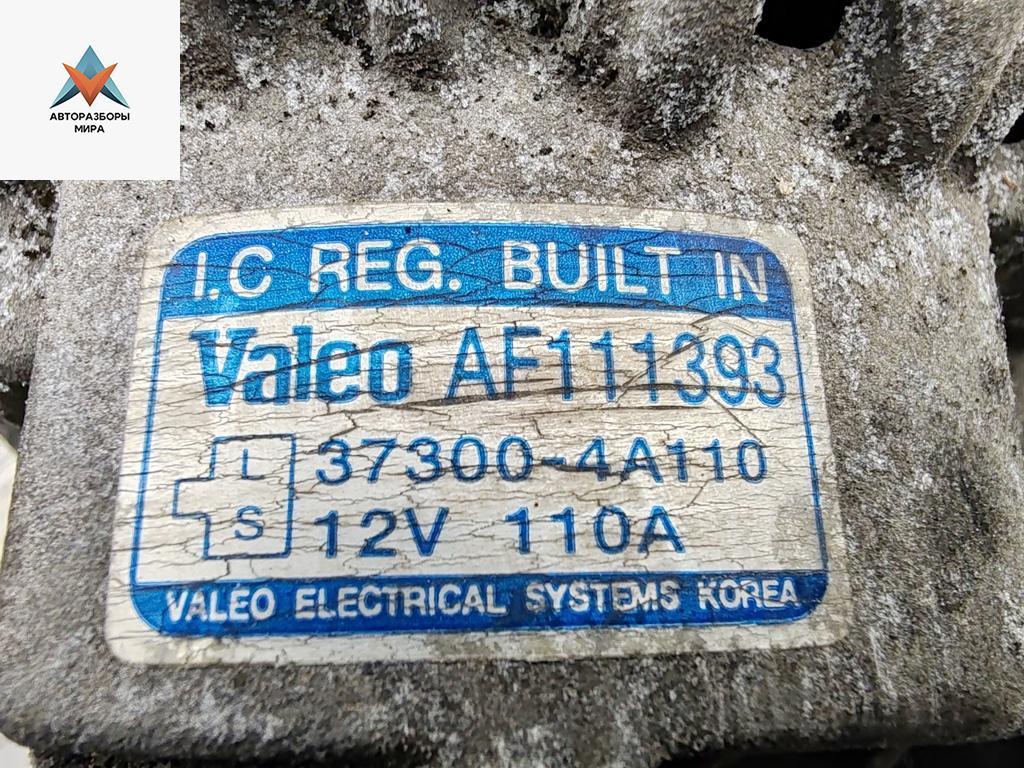 АВТОРАЗБОРЫ
МИРА
I.C REG. BUILT IN
Valeo AF111393
L 37300-4A110
S 12V 110A
VALEO ELECTRICAL SYSTEMS KOREA